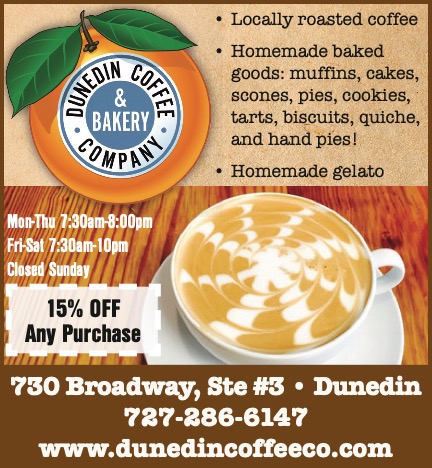 DUNEDIN COFFEE
&
BAKERY
COMPANY
• Locally roasted coffee
• Homemade baked
goods: muffins, cakes,
scones, pies, cookies,
tarts, biscuits, quiche,
and hand pies!
• Homemade gelato
Mon-Thu 7:30am-8:00pm
Fri-Sat 7:30am-10pm
Closed Sunday
15% OFF
Any Purchase
730 Broadway, Ste #3 • Dunedin
727-286-6147
www.dunedincoffeeco.com